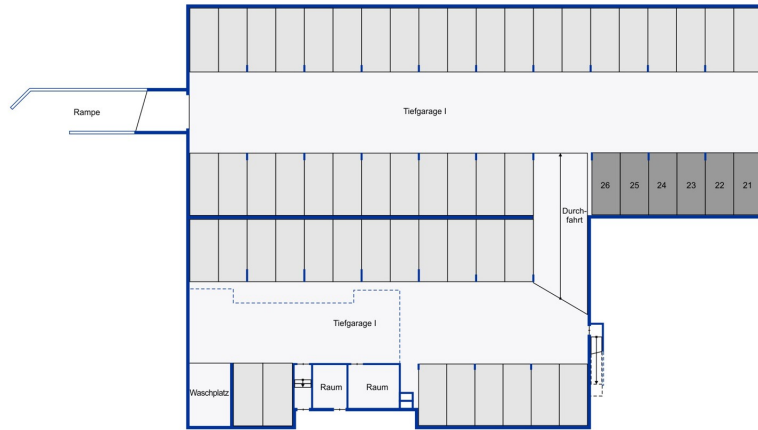 Rampe
Tiefgarage I
26 25 24 23 22 21
Durch-
fahrt
Tiefgarage I
Waschplatz
Raum
Raum